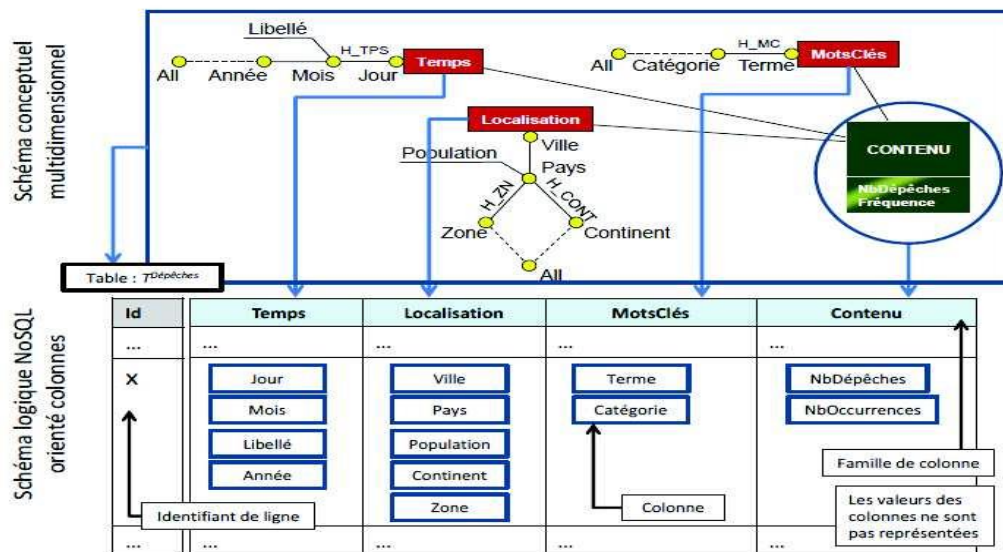 Schéma conceptuel
multidimensionnel
Libellé
H_TPS
All
Année
Mois
Jour
Temps
H_MC
All
Catégorie
Terme
MotsClés
Localisation
Ville
Population
Pays
H_ZN
H_CONT
Zone
Continent
All
CONTENU
NbDépêches
Fréquence
Table : T^Dépêches
Schéma logique NoSQL
orienté colonnes
Id Temps Localisation MotsClés Contenu
... ... ... ... ...
X Jour Ville Terme NbDépêches
Mois Pays Catégorie NbOccurrences
Libellé Population
Année Continent
Zone
Identifiant de ligne
Colonne
Famille de colonne
Les valeurs des
colonnes ne sont
pas représentées
... ... ... ... ...